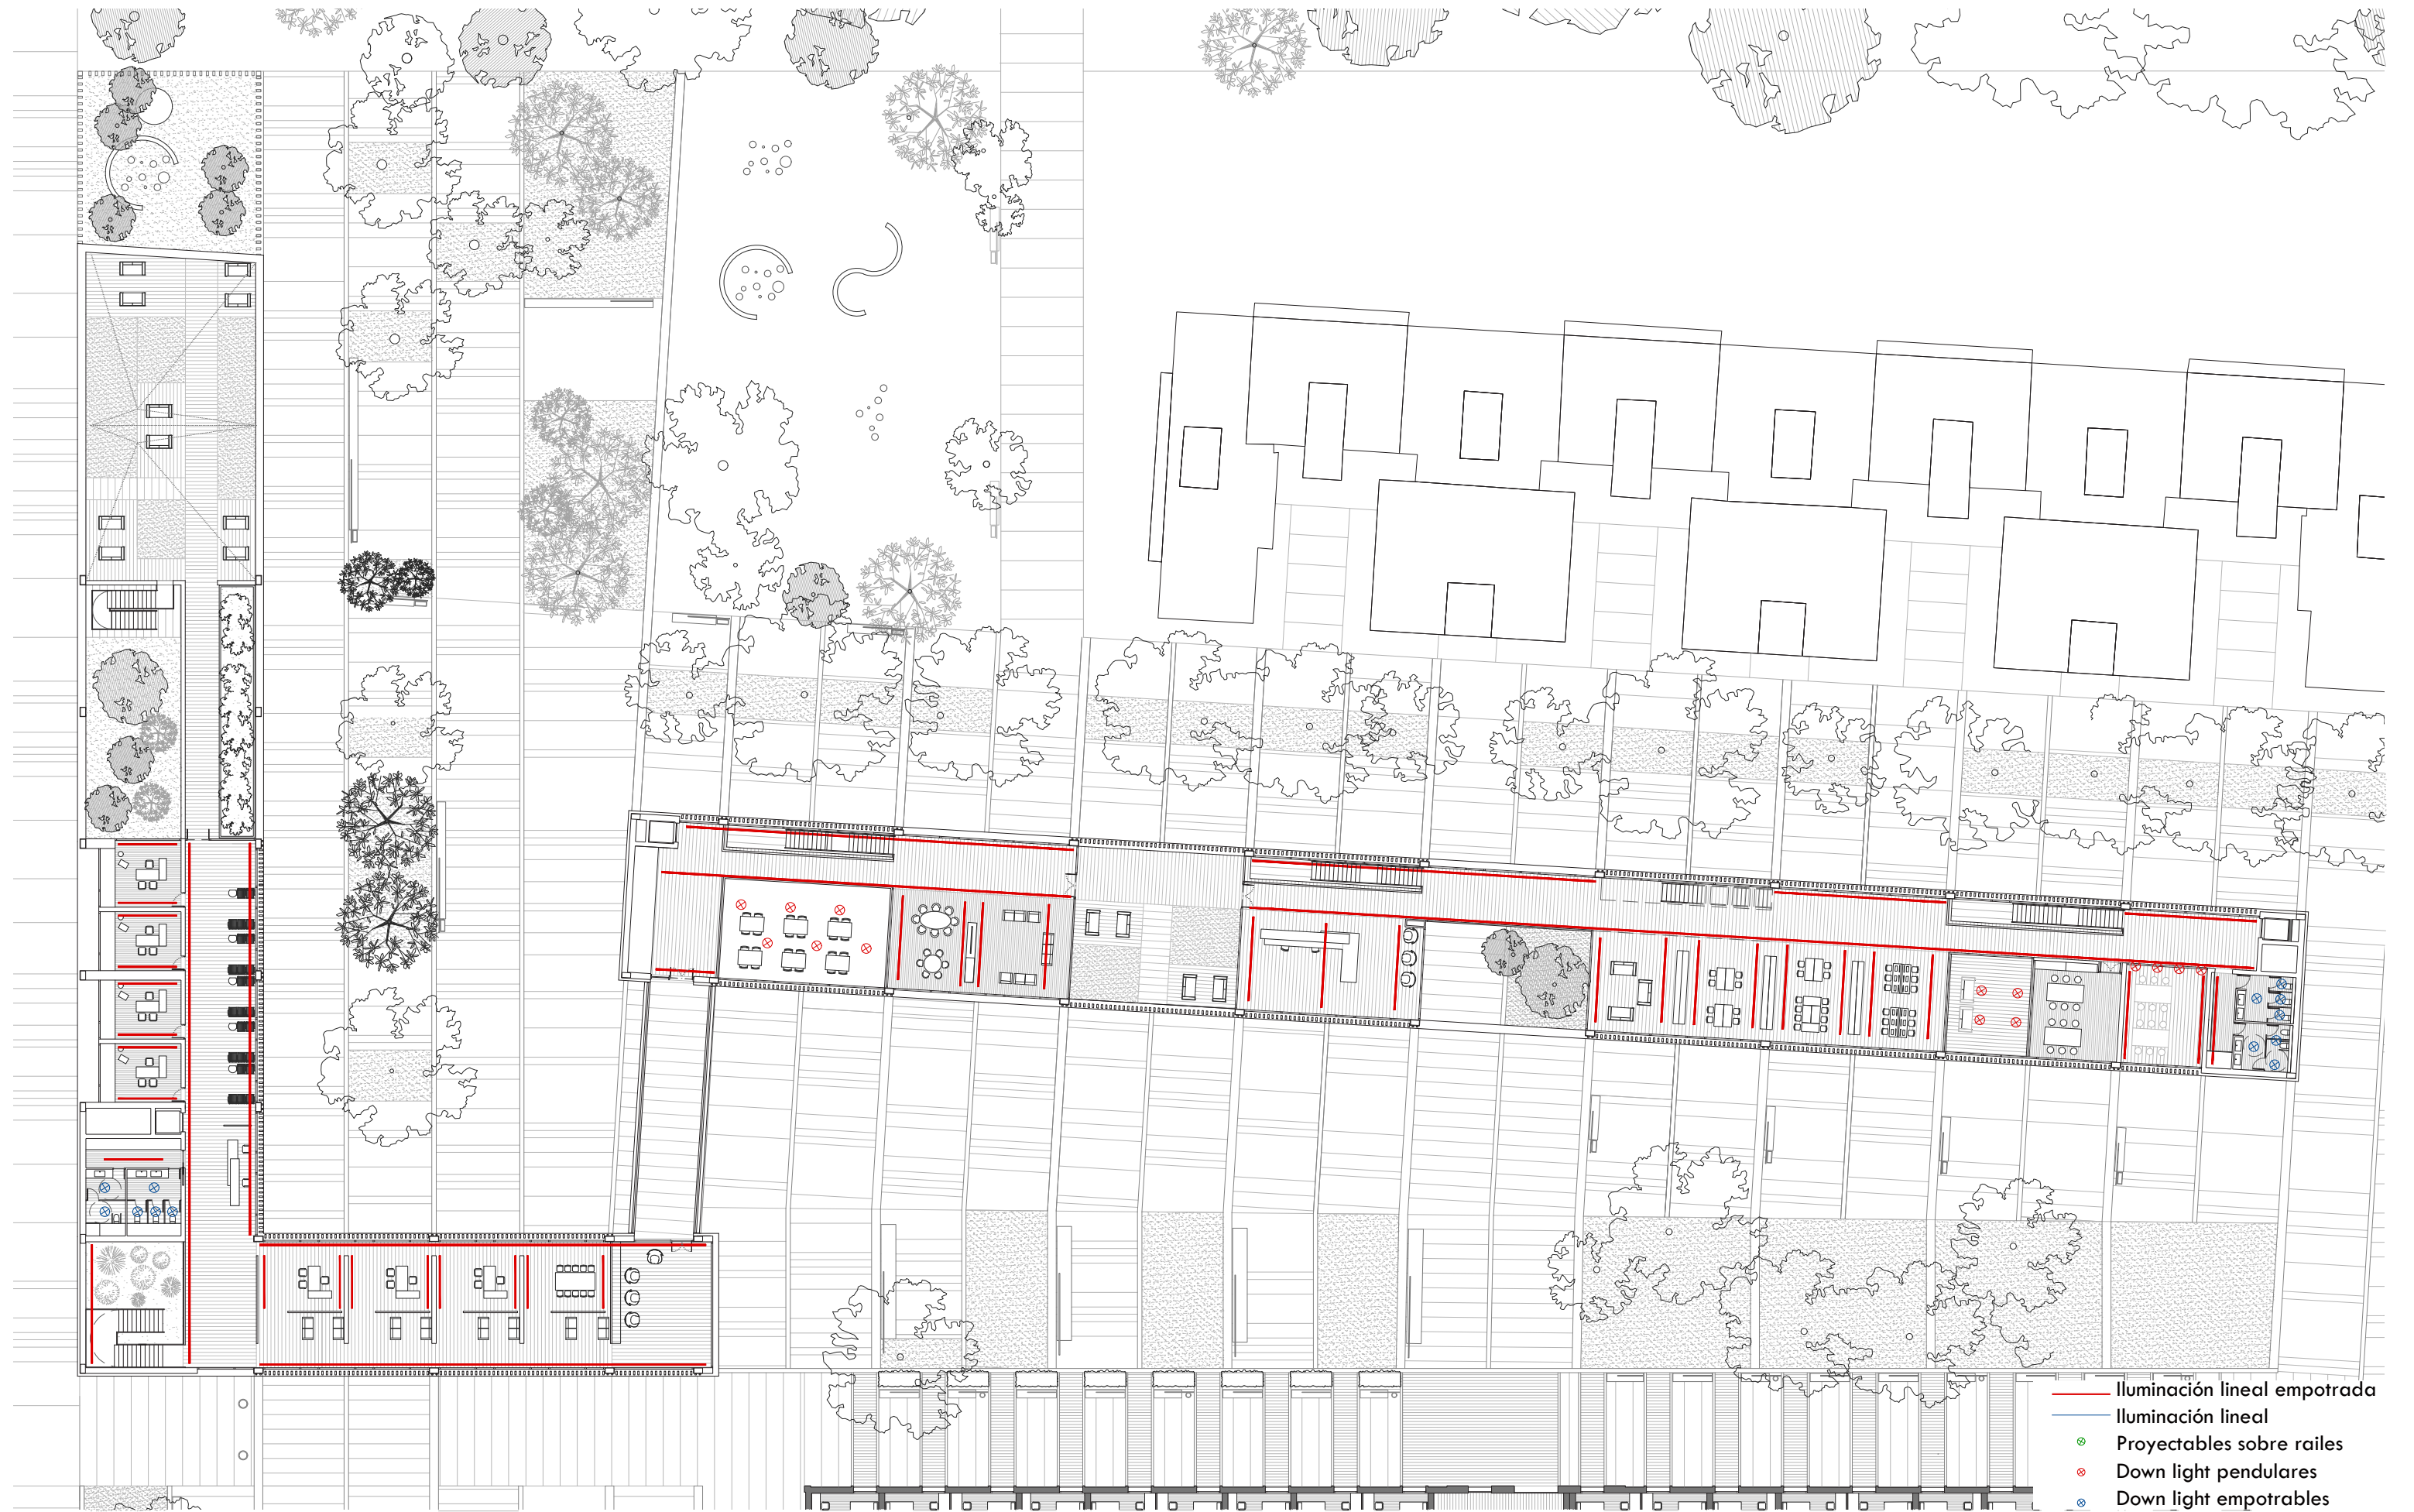 Iluminación lineal empotrada
Iluminación lineal
Proyectables sobre railes
Down light pendulares
Down light empotrables